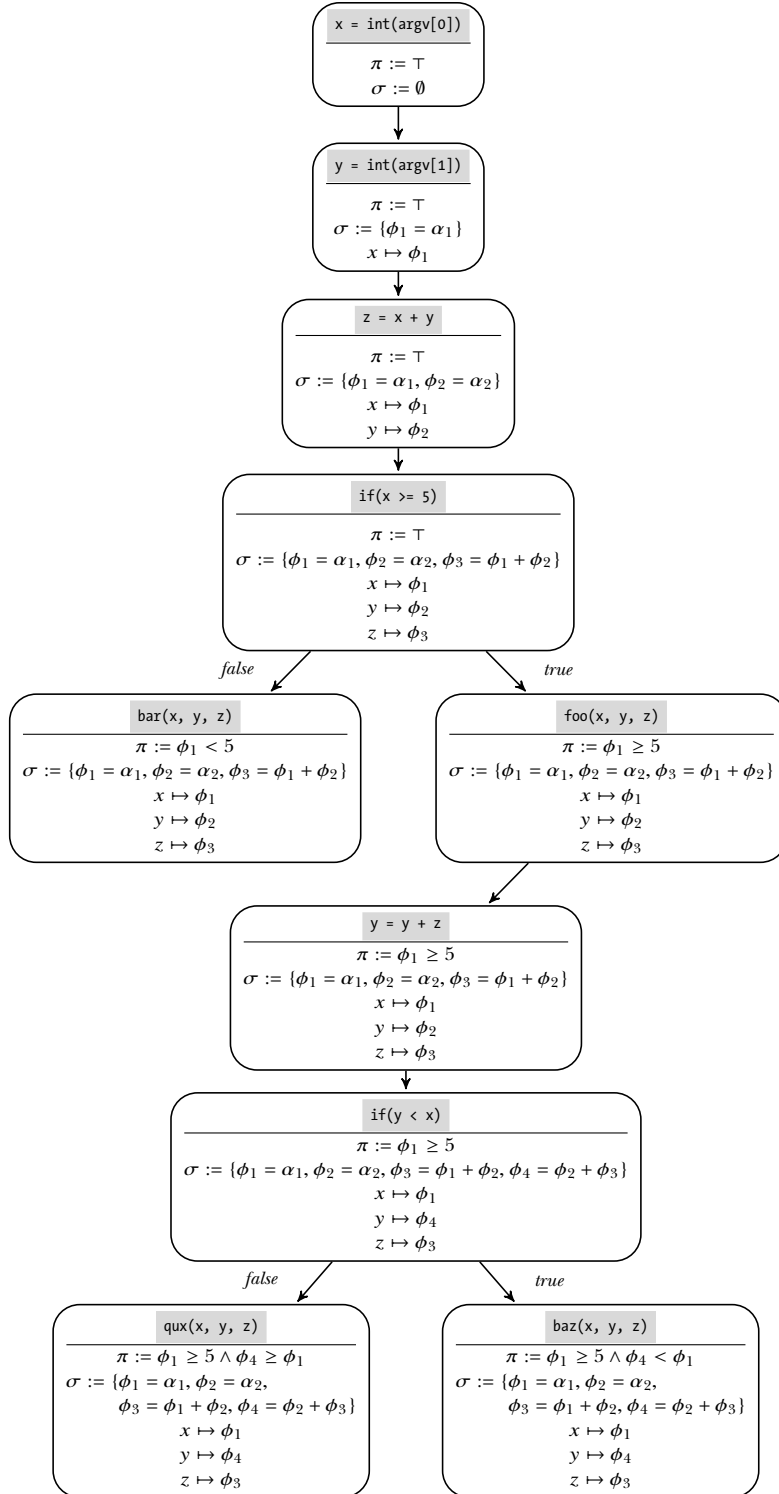 x = int(argv[0])
π := ⊤
σ := ∅
y = int(argv[1])
π := ⊤
σ := {ϕ₁ = α₁}
x ↦ ϕ₁
z = x + y
π := ⊤
σ := {ϕ₁ = α₁, ϕ₂ = α₂}
x ↦ ϕ₁
y ↦ ϕ₂
if(x >= 5)
π := ⊤
σ := {ϕ₁ = α₁, ϕ₂ = α₂, ϕ₃ = ϕ₁ + ϕ₂}
x ↦ ϕ₁
y ↦ ϕ₂
z ↦ ϕ₃
false
true
bar(x, y, z)
π := ϕ₁ < 5
σ := {ϕ₁ = α₁, ϕ₂ = α₂, ϕ₃ = ϕ₁ + ϕ₂}
x ↦ ϕ₁
y ↦ ϕ₂
z ↦ ϕ₃
foo(x, y, z)
π := ϕ₁ ≥ 5
σ := {ϕ₁ = α₁, ϕ₂ = α₂, ϕ₃ = ϕ₁ + ϕ₂}
x ↦ ϕ₁
y ↦ ϕ₂
z ↦ ϕ₃
y = y + z
π := ϕ₁ ≥ 5
σ := {ϕ₁ = α₁, ϕ₂ = α₂, ϕ₃ = ϕ₁ + ϕ₂}
x ↦ ϕ₁
y ↦ ϕ₂
z ↦ ϕ₃
if(y < x)
π := ϕ₁ ≥ 5
σ := {ϕ₁ = α₁, ϕ₂ = α₂, ϕ₃ = ϕ₁ + ϕ₂, ϕ₄ = ϕ₂ + ϕ₃}
x ↦ ϕ₁
y ↦ ϕ₄
z ↦ ϕ₃
false
true
qux(x, y, z)
π := ϕ₁ ≥ 5 ∧ ϕ₄ ≥ ϕ₁
σ := {ϕ₁ = α₁, ϕ₂ = α₂,
ϕ₃ = ϕ₁ + ϕ₂, ϕ₄ = ϕ₂ + ϕ₃}
x ↦ ϕ₁
y ↦ ϕ₄
z ↦ ϕ₃
baz(x, y, z)
π := ϕ₁ ≥ 5 ∧ ϕ₄ < ϕ₁
σ := {ϕ₁ = α₁, ϕ₂ = α₂,
ϕ₃ = ϕ₁ + ϕ₂, ϕ₄ = ϕ₂ + ϕ₃}
x ↦ ϕ₁
y ↦ ϕ₄
z ↦ ϕ₃